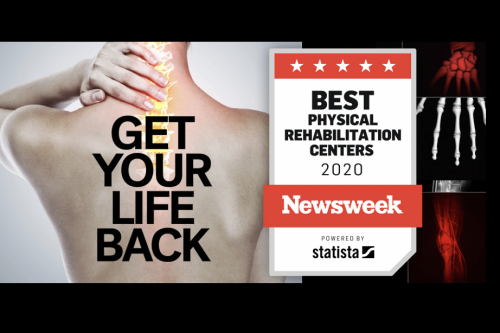 GET
YOUR
LIFE
BACK
BEST
PHYSICAL
REHABILITATION
CENTERS
2020
Newsweek
POWERED BY
statista